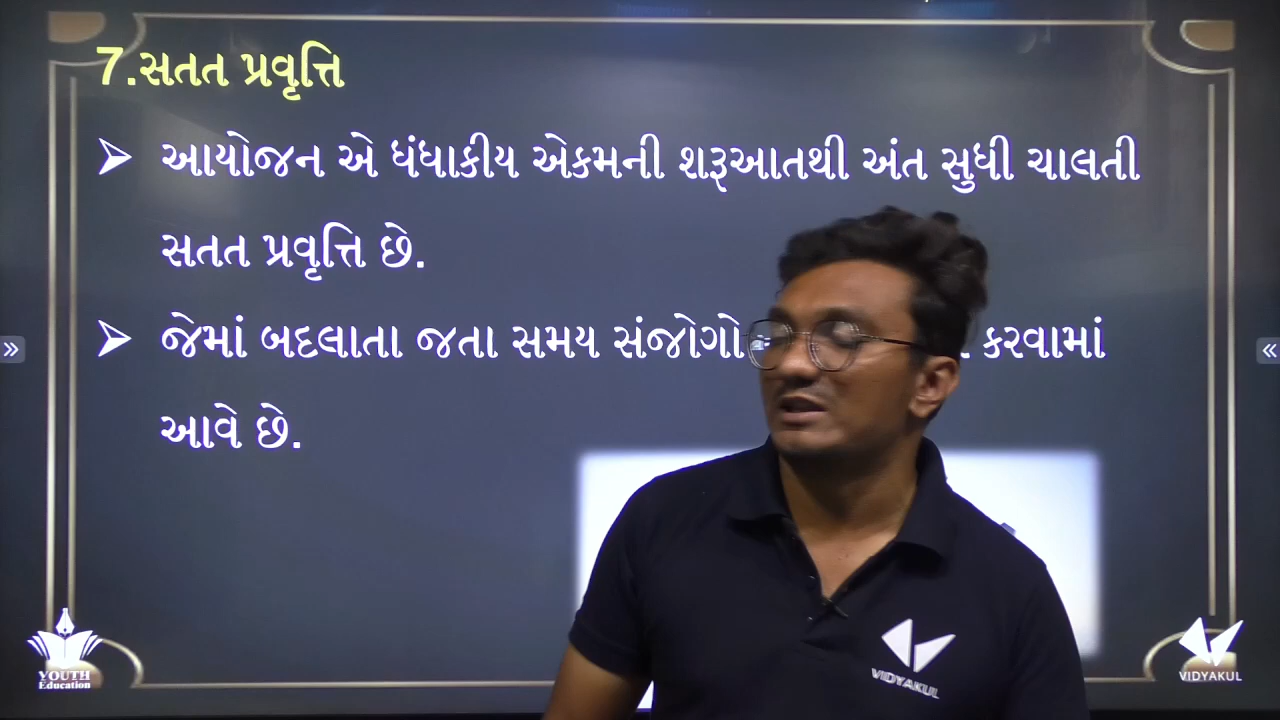 7.સતત પ્રવૃત્તિ
➢ આયોજન એ ધંધાકીય એકમની શરૂઆતથી અંત સુધી ચાલતી
સતત પ્રવૃત્તિ છે.
➢ જેમાં બદલાતા જતા સમય સંજોગો કરવામાં
આવે છે.
YOUTH
Education
VIDYAKUL
VIDYAKUL